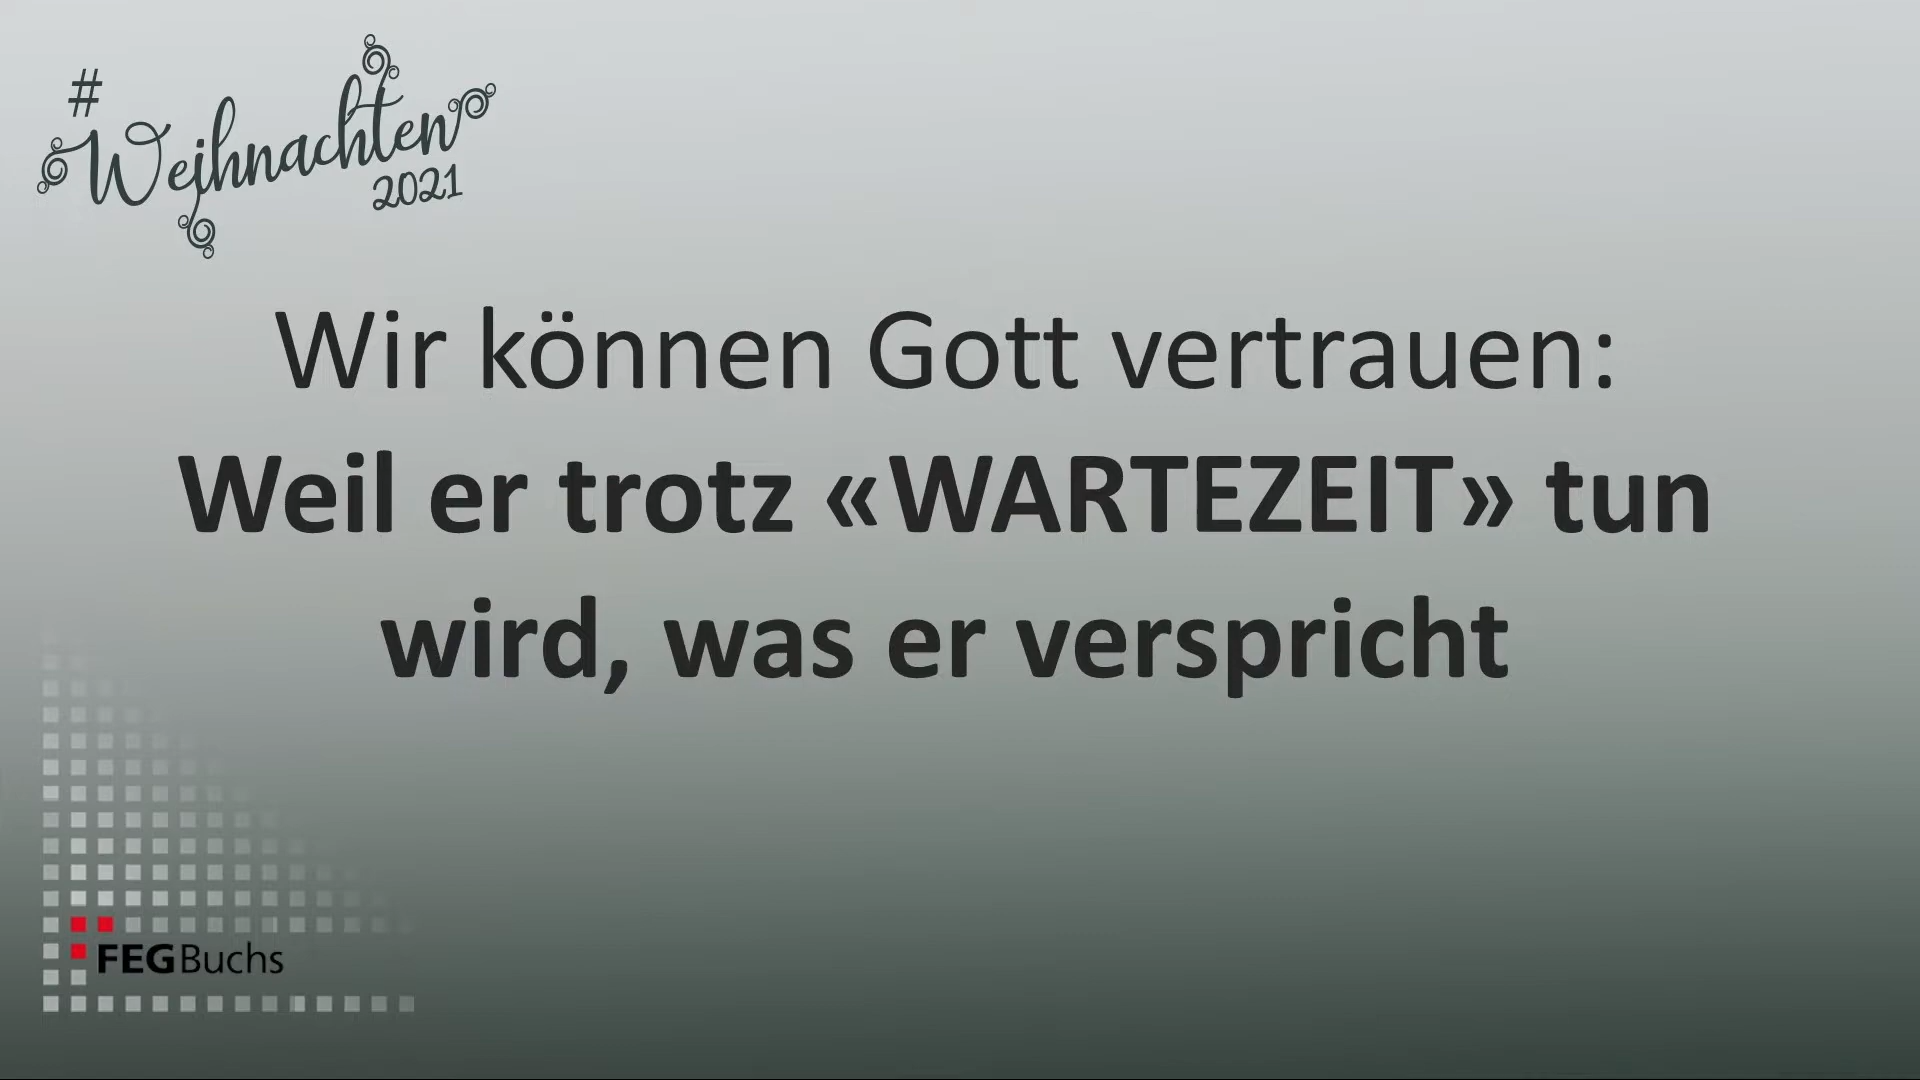 #
Weihnachten
2021
Wir können Gott vertrauen:
Weil er trotz «WARTEZEIT» tun
wird, was er verspricht
FEGBuchs